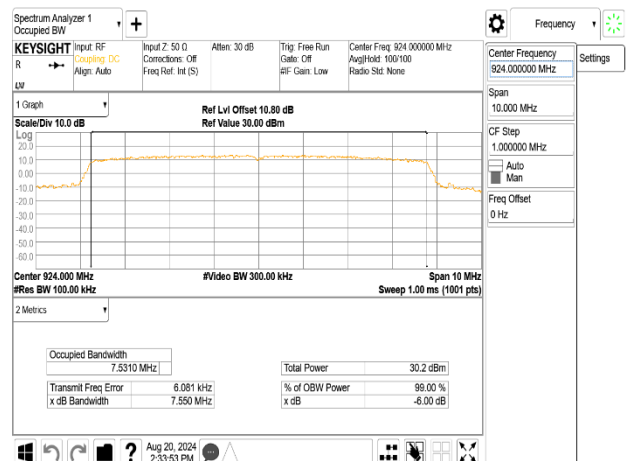 Spectrum Analyzer 1
Occupied BW
Frequency
KEYSIGHT
R
Input: RF
Coupling: DC
Align: Auto
Input Z: 50 Ω
Corrections: Off
Freq Ref: Int (S)
Atten: 30 dB
Trig: Free Run
Gate: Off
#IF Gain: Low
Center Freq: 924.000000 MHz
Avg|Hold: 100/100
Radio Std: None
Center Frequency
924.000000 MHz
Settings
Span
10.000 MHz
CF Step
1.000000 MHz
Auto
Man
Freq Offset
0 Hz
1 Graph
Scale/Div 10.0 dB
Ref Lvl Offset 10.80 dB
Ref Value 30.00 dBm
Log
20.0
10.0
0.00
-10.0
-20.0
-30.0
-40.0
-50.0
-60.0
Center 924.000 MHz
#Res BW 100.00 kHz
#Video BW 300.00 kHz
Span 10 MHz
Sweep 1.00 ms (1001 pts)
2 Metrics
Occupied Bandwidth
7.5310 MHz
Total Power 30.2 dBm
Transmit Freq Error 6.081 kHz
% of OBW Power 99.00 %
x dB Bandwidth 7.550 MHz
x dB -6.00 dB
?
Aug 20, 2024
2:33:53 PM